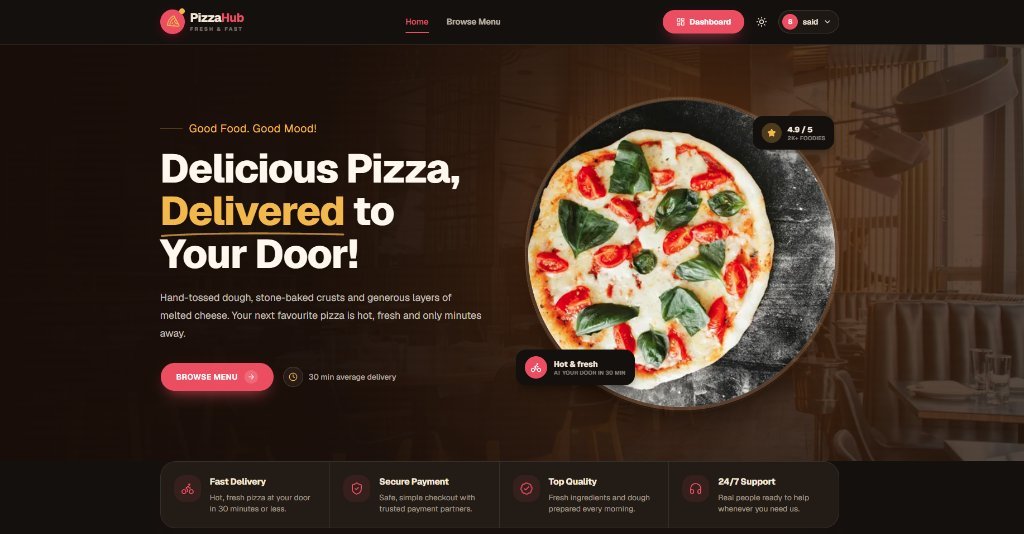 PizzaHub
FRESH & FAST
Home
Browse Menu
Dashboard
S
said
Good Food. Good Mood!
Delicious Pizza,
Delivered to
Your Door!
Hand-tossed dough, stone-baked crusts and generous layers of
melted cheese. Your next favourite pizza is hot, fresh and only minutes
away.
BROWSE MENU
30 min average delivery
4.9 / 5
2K+ FOODIES
Hot & fresh
AT YOUR DOOR IN 30 MIN
Fast Delivery
Hot, fresh pizza at your door
in 30 minutes or less.
Secure Payment
Safe, simple checkout with
trusted payment partners.
Top Quality
Fresh ingredients and dough
prepared every morning.
24/7 Support
Real people ready to help
whenever you need us.